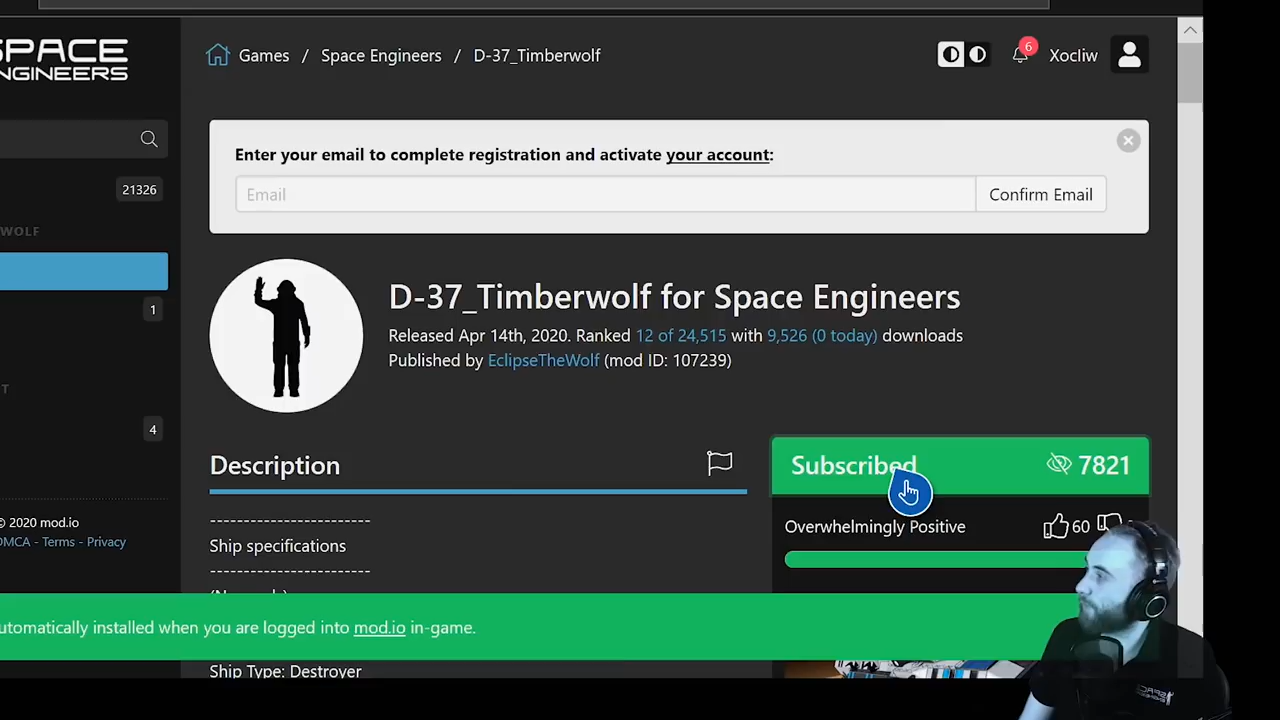 SPACE
ENGINEERS
Games / Space Engineers / D-37_Timberwolf
6
Xocliw
Enter your email to complete registration and activate your account:
Email
Confirm Email
21326
WOLF
1
4
D-37_Timberwolf for Space Engineers
Released Apr 14th, 2020. Ranked 12 of 24,515 with 9,526 (0 today) downloads
Published by EclipseTheWolf (mod ID: 107239)
Description
Subscribed
7821
------------------------
Ship specifications
------------------------
Overwhelmingly Positive
60
T
© 2020 mod.io
DMCA - Terms - Privacy
utomatically installed when you are logged into mod.io in-game.
Ship Type: Destroyer